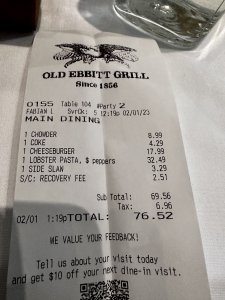 OLD EBBITT GRILL
Since 1856
0155 Table 104 #Party 2
FABIAN L SvrCk: 5 12:19p 02/01/23
MAIN DINING
1 CHOWDER 8.99
1 COKE 4.29
1 CHEESEBURGER 17.99
1 LOBSTER PASTA, $ peppers 32.49
1 SIDE SLAW 3.29
S/C: RECOVERY FEE 2.51
Sub Total: 69.56
Tax: 6.96
02/01 1:19pTOTAL: 76.52
WE VALUE YOUR FEEDBACK!
Tell us about your visit today
and get $10 off your next dine-in visit.